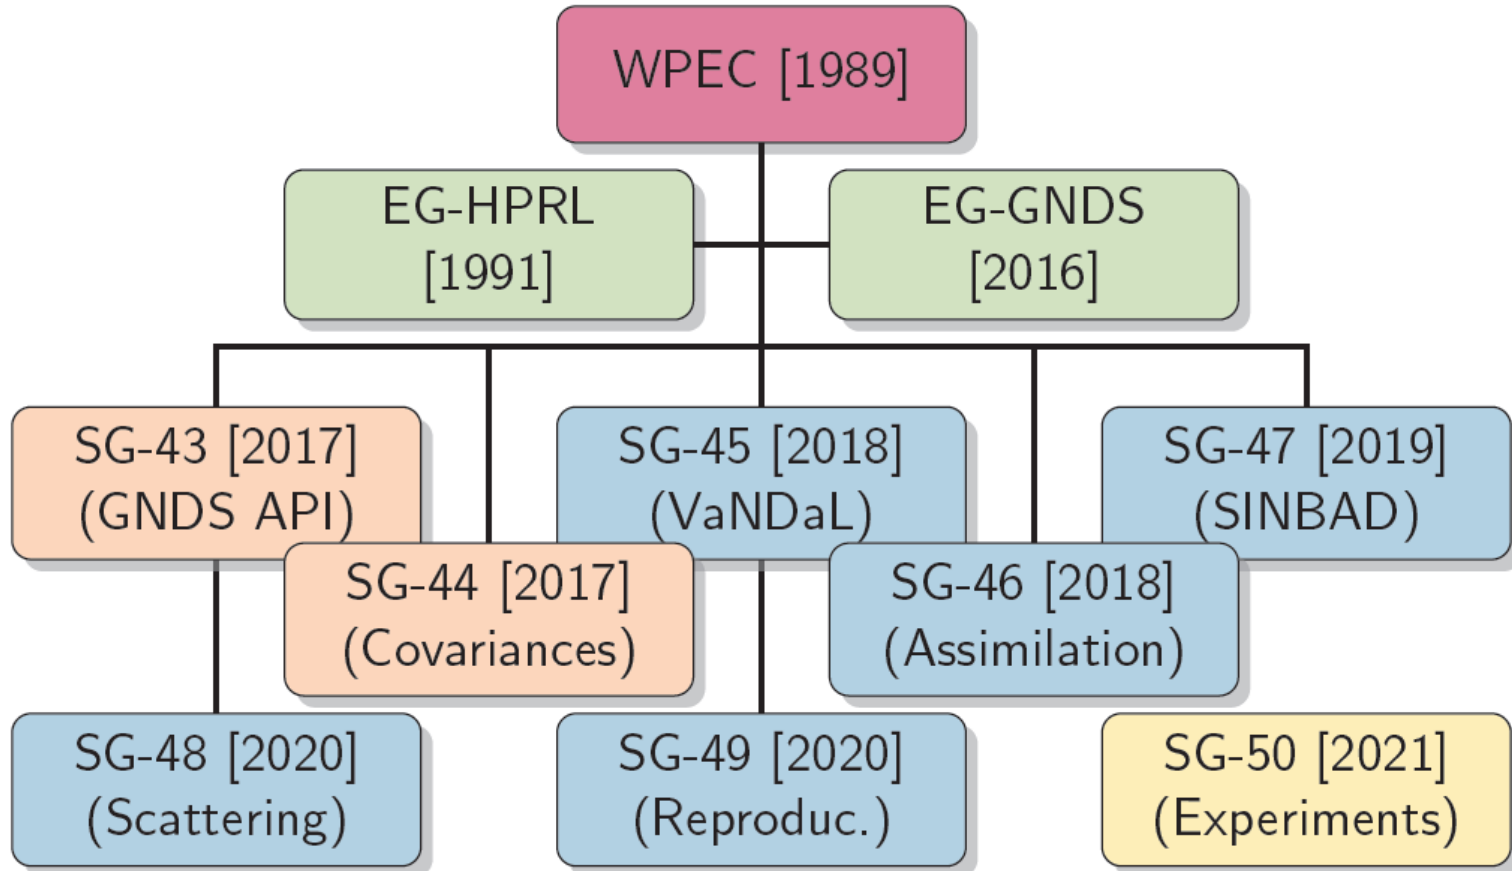 WPEC [1989]
EG-HPRL
[1991]
EG-GNDS
[2016]
SG-43 [2017]
(GNDS API)
SG-45 [2018]
(VaNDaL)
SG-47 [2019]
(SINBAD)
SG-44 [2017]
(Covariances)
SG-46 [2018]
(Assimilation)
SG-48 [2020]
(Scattering)
SG-49 [2020]
(Reproduc.)
SG-50 [2021]
(Experiments)